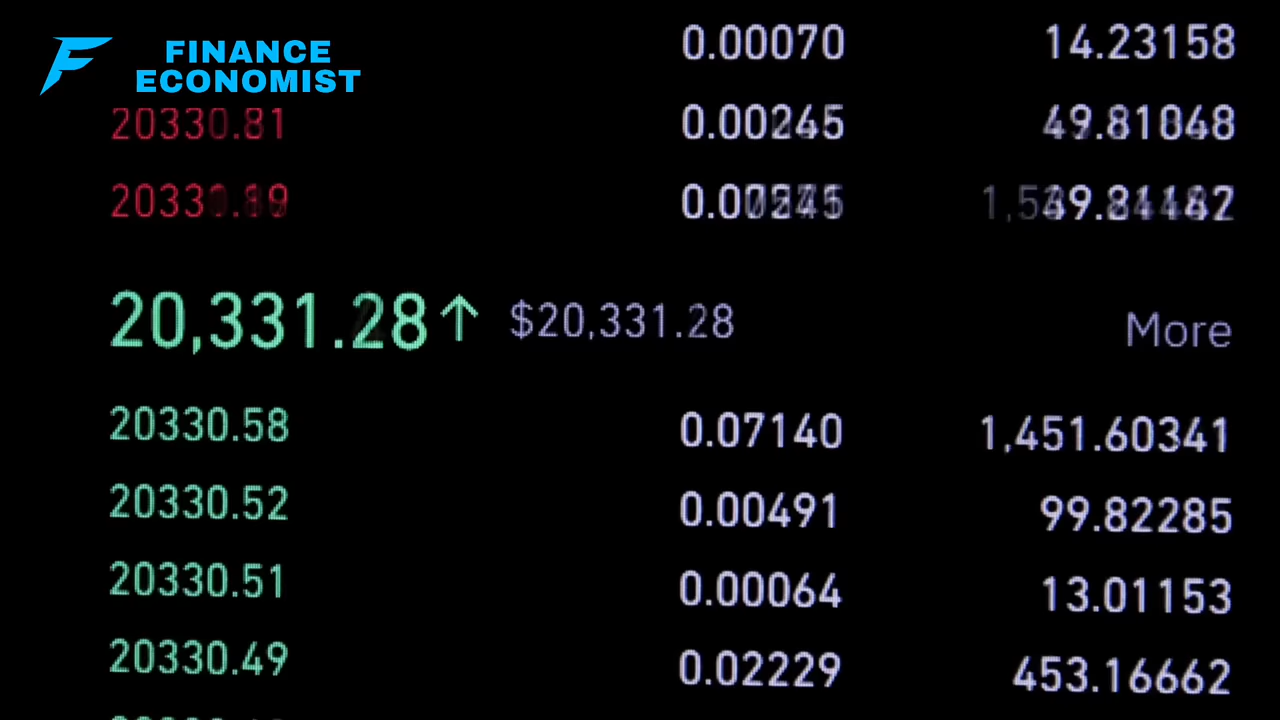 FINANCE
ECONOMIST
0.00070 14.23158
20330.81 0.00245 49.81048
20,331.28↑ $20,331.28 More
20330.58 0.07140 1,451.60341
20330.52 0.00491 99.82285
20330.51 0.00064 13.01153
20330.49 0.02229 453.16662